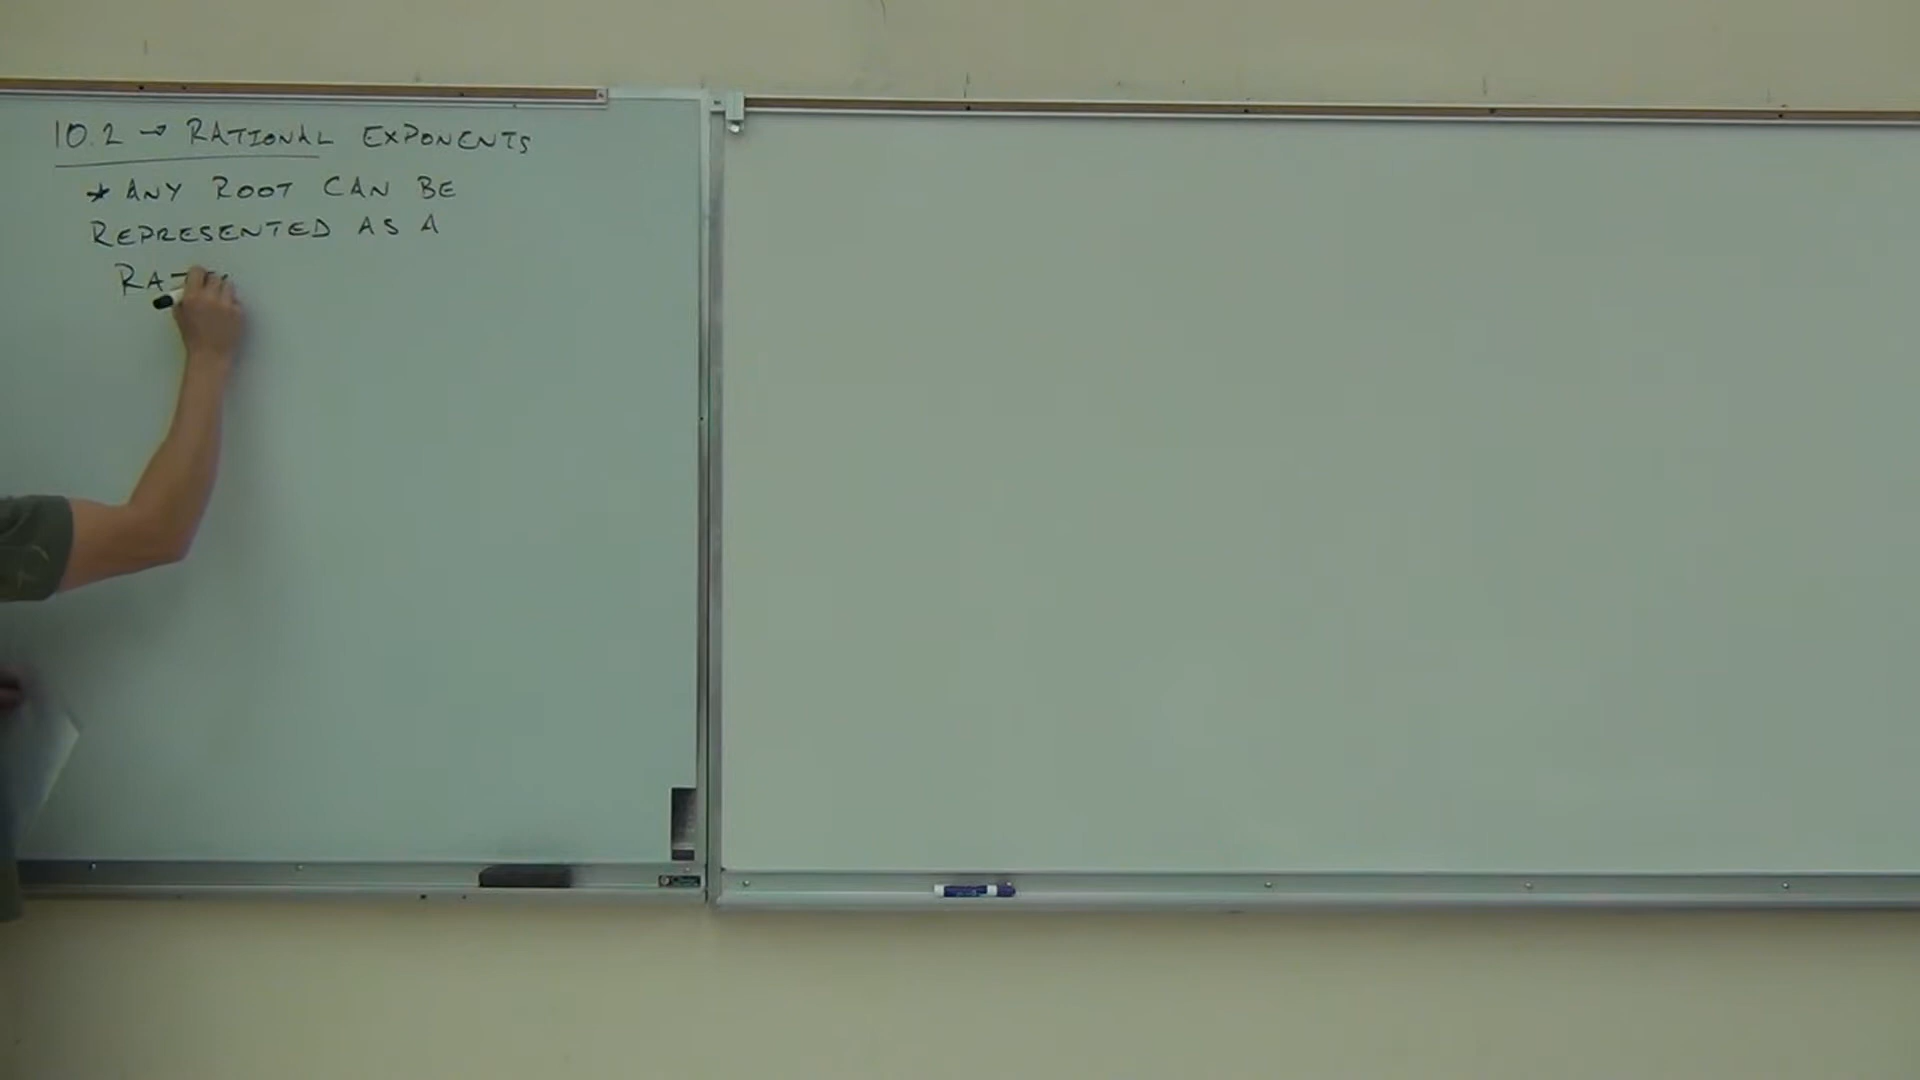 10.2 → RATIONAL EXPONENTS
* ANY ROOT CAN BE
REPRESENTED AS A